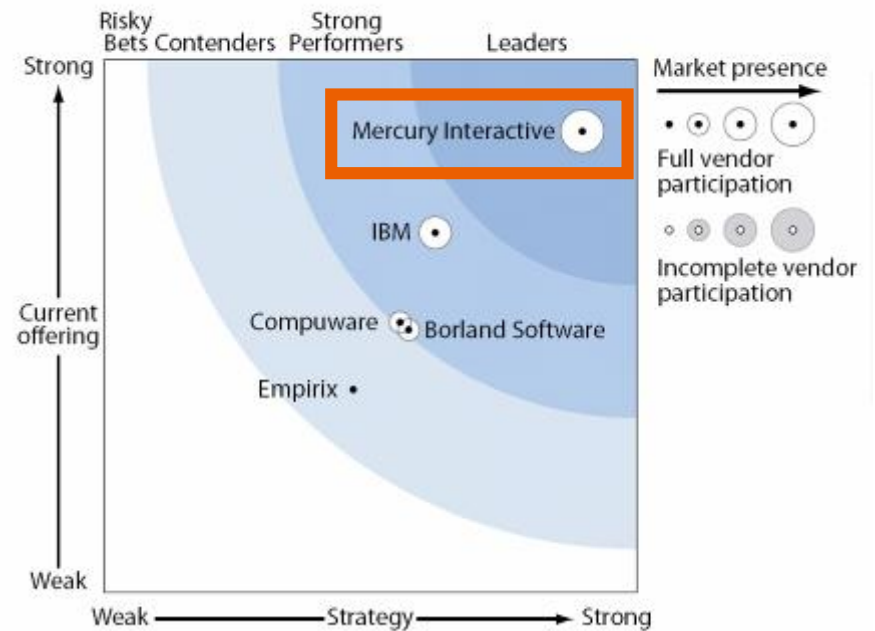 Risky
Bets
Contenders
Strong
Performers
Leaders
Strong
Market presence
Mercury Interactive
Full vendor
participation
IBM
Incomplete vendor
participation
Current
offering
Compuware
Borland Software
Empirix
Weak
Weak
Strategy
Strong